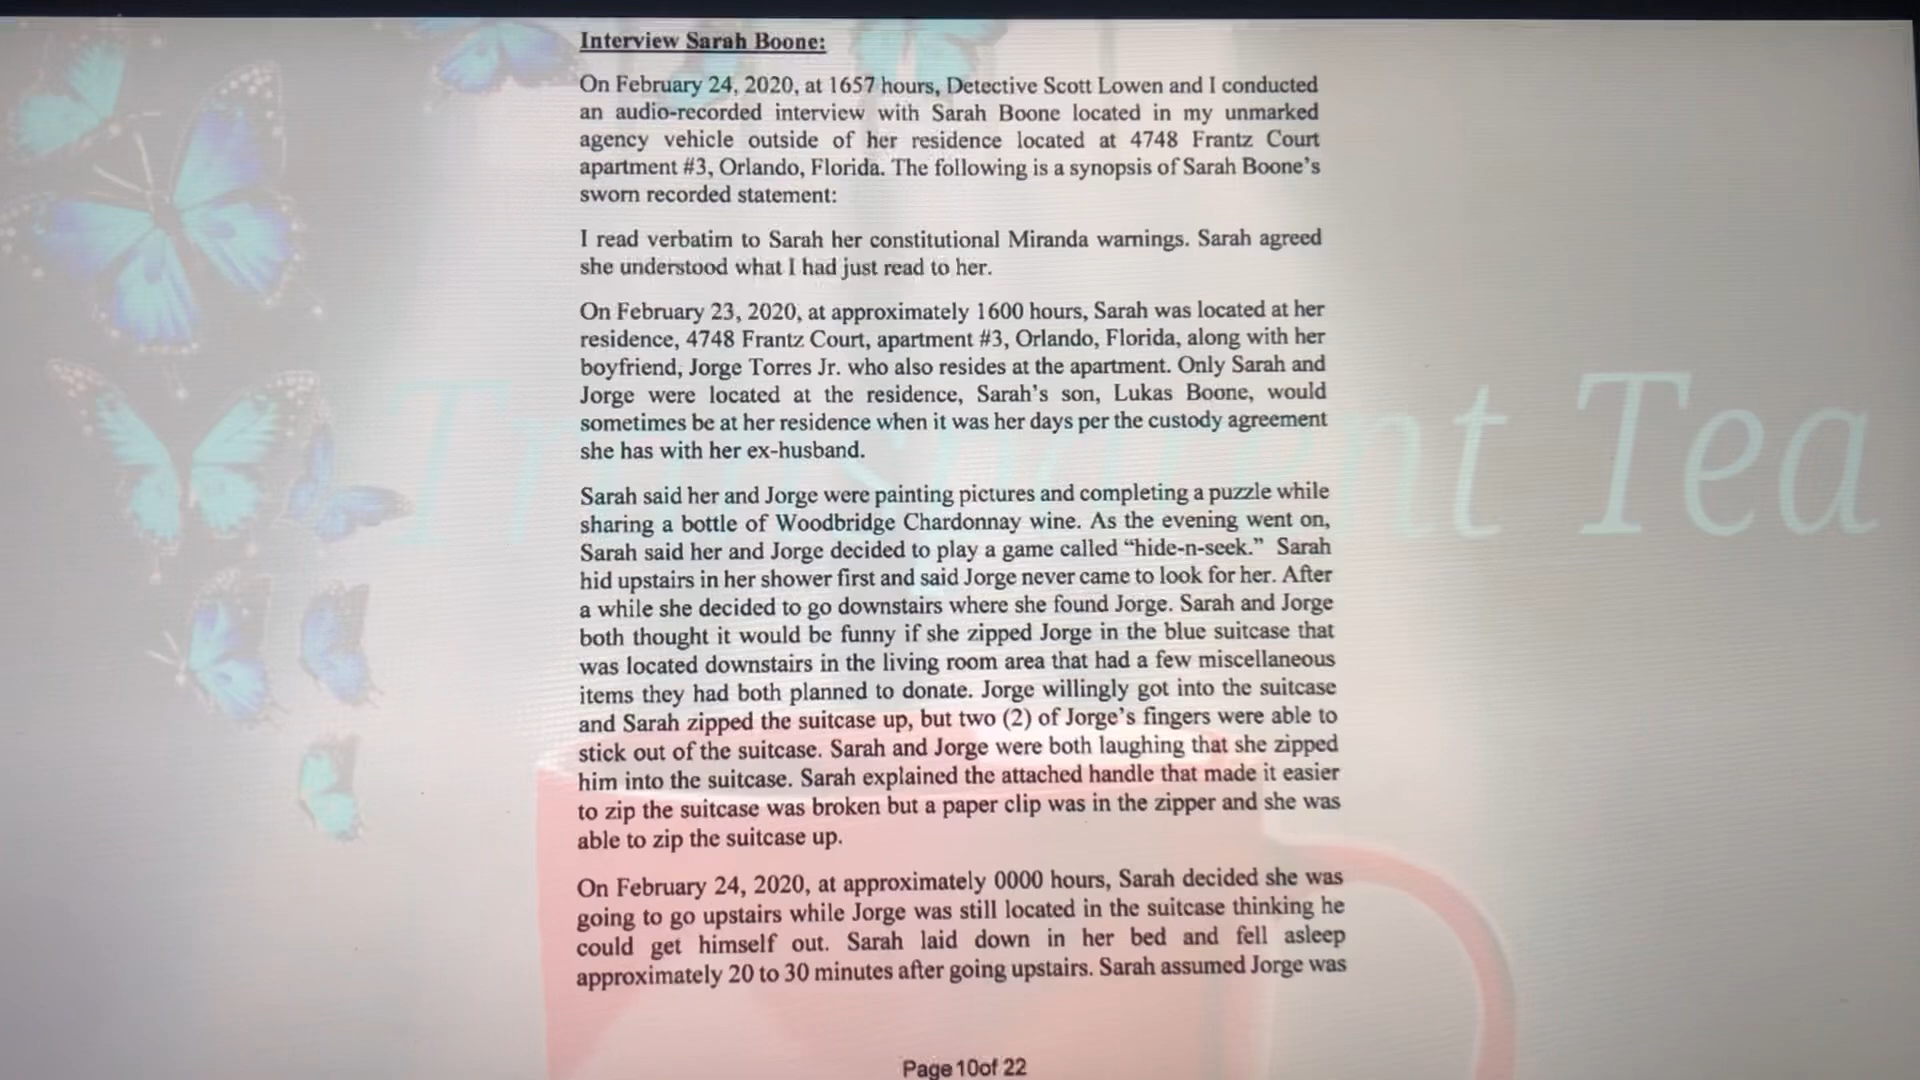 Interview Sarah Boone:
On February 24, 2020, at 1657 hours, Detective Scott Lowen and I conducted
an audio-recorded interview with Sarah Boone located in my unmarked
agency vehicle outside of her residence located at 4748 Frantz Court
apartment #3, Orlando, Florida. The following is a synopsis of Sarah Boone's
sworn recorded statement:
I read verbatim to Sarah her constitutional Miranda warnings. Sarah agreed
she understood what I had just read to her.
On February 23, 2020, at approximately 1600 hours, Sarah was located at her
residence, 4748 Frantz Court, apartment #3, Orlando, Florida, along with her
boyfriend, Jorge Torres Jr. who also resides at the apartment. Only Sarah and
Jorge were located at the residence, Sarah's son, Lukas Boone, would
sometimes be at her residence when it was her days per the custody agreement
she has with her ex-husband.
Sarah said her and Jorge were painting pictures and completing a puzzle while
sharing a bottle of Woodbridge Chardonnay wine. As the evening went on,
Sarah said her and Jorge decided to play a game called “hide-n-seek.” Sarah
hid upstairs in her shower first and said Jorge never came to look for her. After
a while she decided to go downstairs where she found Jorge. Sarah and Jorge
both thought it would be funny if she zipped Jorge in the blue suitcase that
was located downstairs in the living room area that had a few miscellaneous
items they had both planned to donate. Jorge willingly got into the suitcase
and Sarah zipped the suitcase up, but two (2) of Jorge's fingers were able to
stick out of the suitcase. Sarah and Jorge were both laughing that she zipped
him into the suitcase. Sarah explained the attached handle that made it easier
to zip the suitcase was broken but a paper clip was in the zipper and she was
able to zip the suitcase up.
On February 24, 2020, at approximately 0000 hours, Sarah decided she was
going to go upstairs while Jorge was still located in the suitcase thinking he
could get himself out. Sarah laid down in her bed and fell asleep
approximately 20 to 30 minutes after going upstairs. Sarah assumed Jorge was
Page 10of 22
Tea